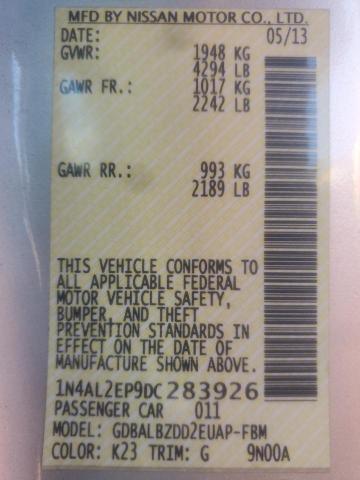 MFD BY NISSAN MOTOR CO., LTD.
DATE: 05/13
GVWR: 1948 KG
4294 LB
GAWR FR.: 1017 KG
2242 LB
GAWR RR.: 993 KG
2189 LB
THIS VEHICLE CONFORMS TO
ALL APPLICABLE FEDERAL
MOTOR VEHICLE SAFETY,
BUMPER, AND THEFT
PREVENTION STANDARDS IN
EFFECT ON THE DATE OF
MANUFACTURE SHOWN ABOVE.
1N4AL2EP9DC283926
PASSENGER CAR 011
MODEL: GDBALBZDD2EUAP-FBM
COLOR: K23 TRIM: G 9N00A